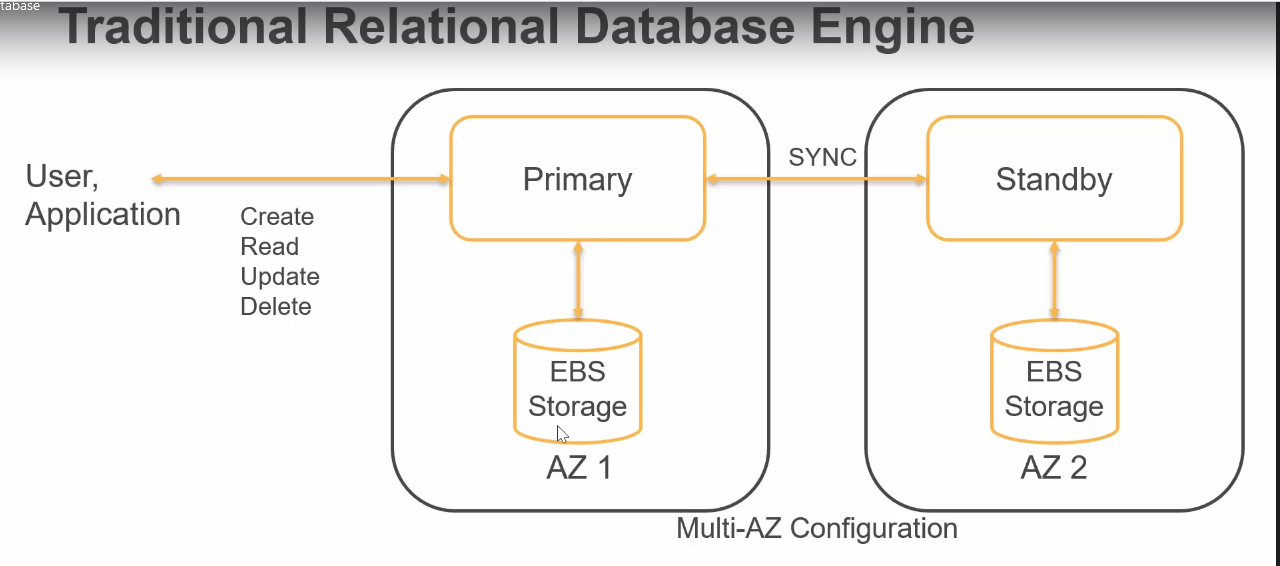 tabase
Traditional Relational Database Engine
User,
Application
Create
Read
Update
Delete
Primary
SYNC
Standby
EBS
Storage
AZ 1
EBS
Storage
AZ 2
Multi-AZ Configuration